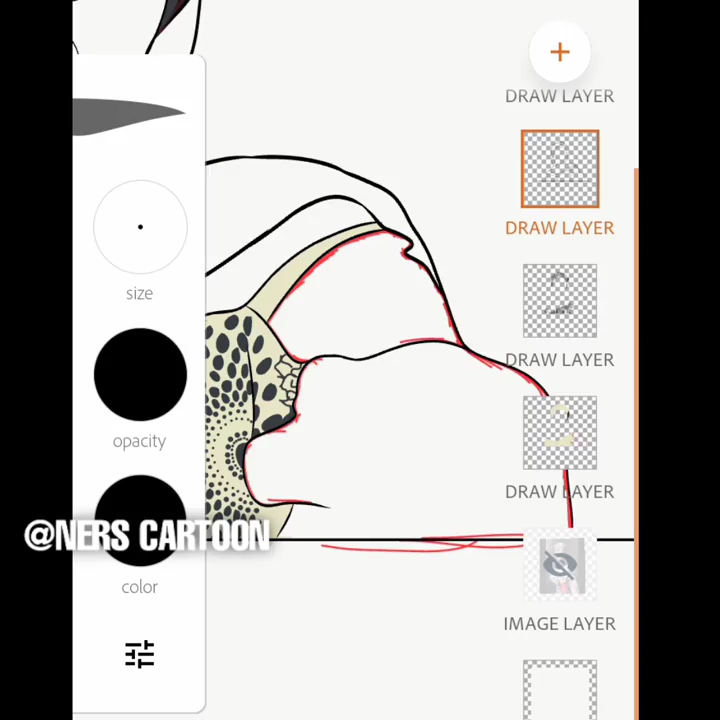 DRAW LAYER
DRAW LAYER
size
DRAW LAYER
opacity
DRAW LAYER
@NERS CARTOON
color
IMAGE LAYER